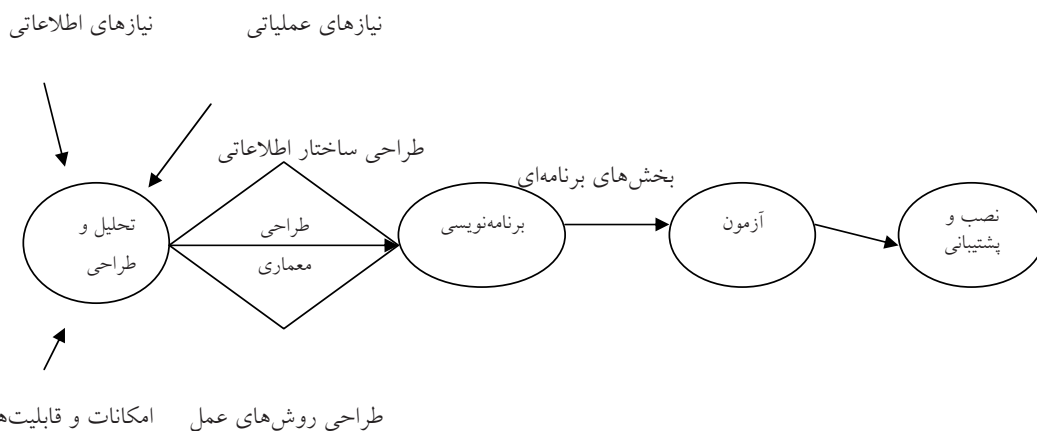 نیازهای عملیاتی
نیازهای اطلاعاتی
طراحی ساختار اطلاعاتی
بخش‌های برنامه‌ای
تحلیل و
طراحی
طراحی
معماری
برنامه‌نویسی
آزمون
نصب و
پشتیبانی
طراحی روش‌های عمل
امکانات و قابلیت‌ه